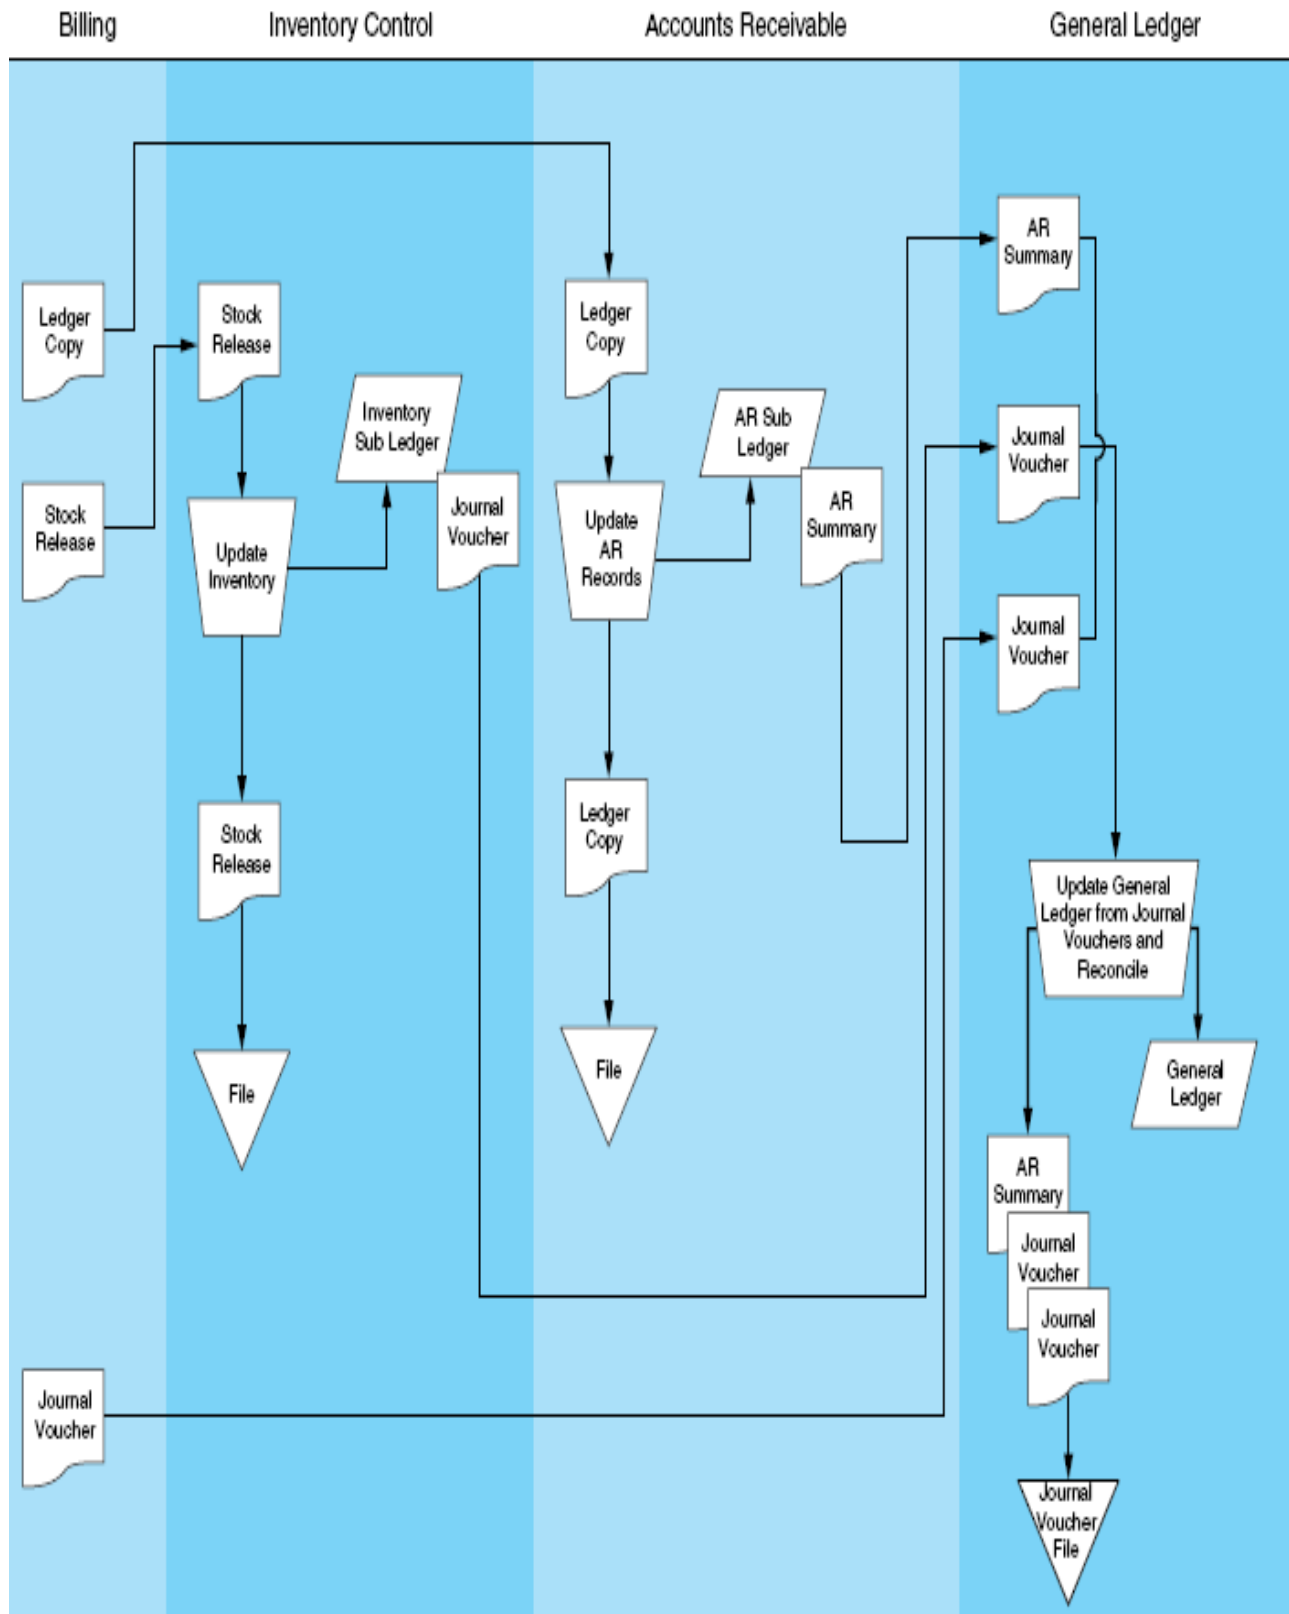 Billing
Inventory Control
Accounts Receivable
General Ledger
Ledger
Copy
Stock
Release
Stock
Release
Update
Inventory
Inventory
Sub Ledger
Journal
Voucher
Stock
Release
File
Journal
Voucher
Ledger
Copy
Update
AR
Records
AR Sub
Ledger
AR
Summary
Ledger
Copy
File
AR
Summary
Journal
Voucher
Journal
Voucher
Update General
Ledger from Journal
Vouchers and
Reconcile
General
Ledger
AR
Summary
Journal
Voucher
Journal
Voucher
Journal
Voucher
File